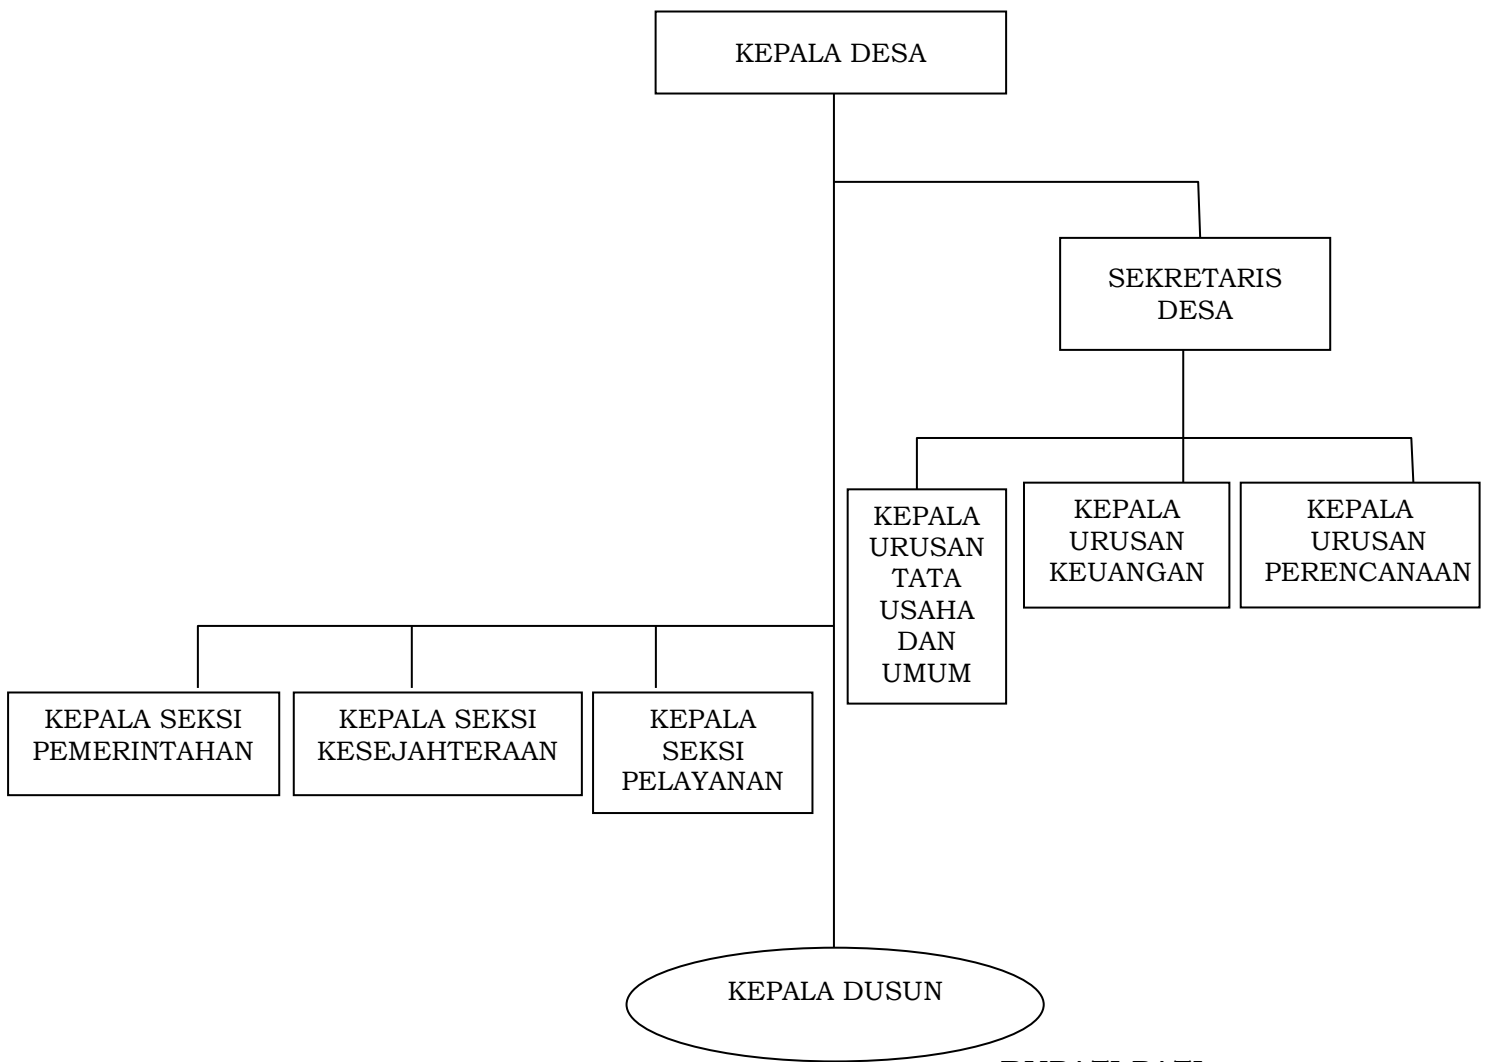 KEPALA DESA
SEKRETARIS
DESA
KEPALA
URUSAN
TATA
USAHA
DAN
UMUM
KEPALA
URUSAN
KEUANGAN
KEPALA
URUSAN
PERENCANAAN
KEPALA SEKSI
PEMERINTAHAN
KEPALA SEKSI
KESEJAHTERAAN
KEPALA
SEKSI
PELAYANAN
KEPALA DUSUN